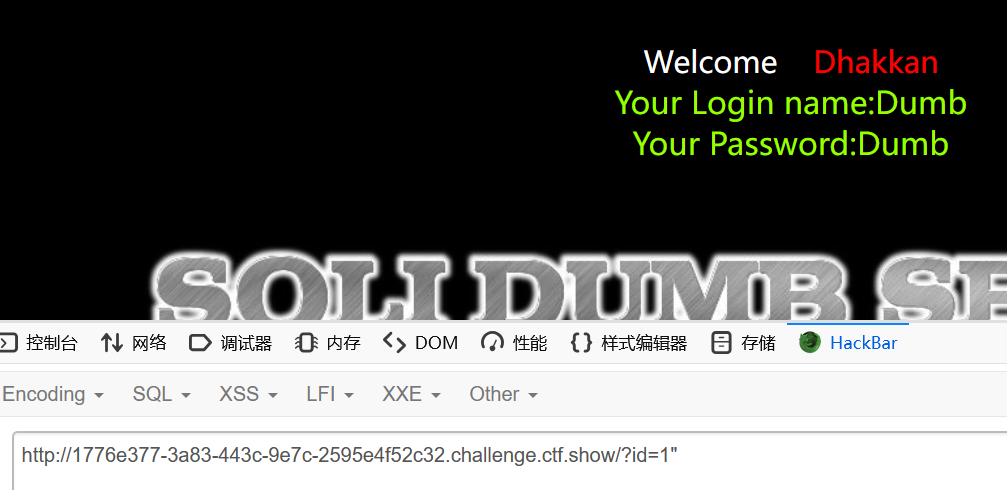 Welcome Dhakkan
Your Login name:Dumb
Your Password:Dumb
SQLI DUMB SE
控制台 网络 调试器 内存 DOM 性能 样式编辑器 存储 HackBar
Encoding SQL XSS LFI XXE Other
http://1776e377-3a83-443c-9e7c-2595e4f52c32.challenge.ctf.show/?id=1"